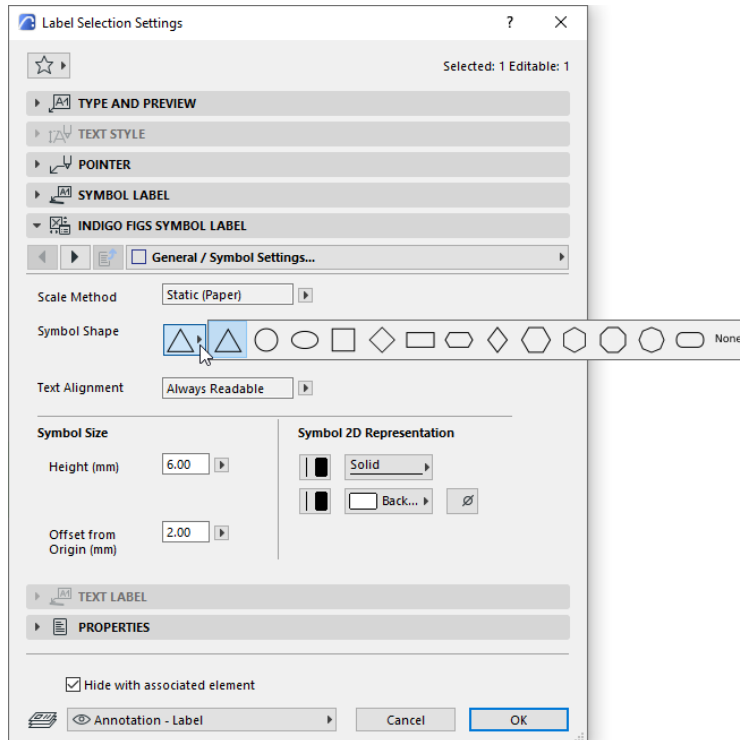 Label Selection Settings ?
Selected: 1 Editable: 1
A1 TYPE AND PREVIEW
TEXT STYLE
POINTER
A1 SYMBOL LABEL
INDIGO FIGS SYMBOL LABEL
General / Symbol Settings...
Scale Method Static (Paper)
Symbol Shape None
Text Alignment Always Readable
Symbol Size Symbol 2D Representation
Height (mm) 6.00 Solid
Back...
Offset from 2.00
Origin (mm)
A1 TEXT LABEL
PROPERTIES
Hide with associated element
Annotation - Label Cancel OK